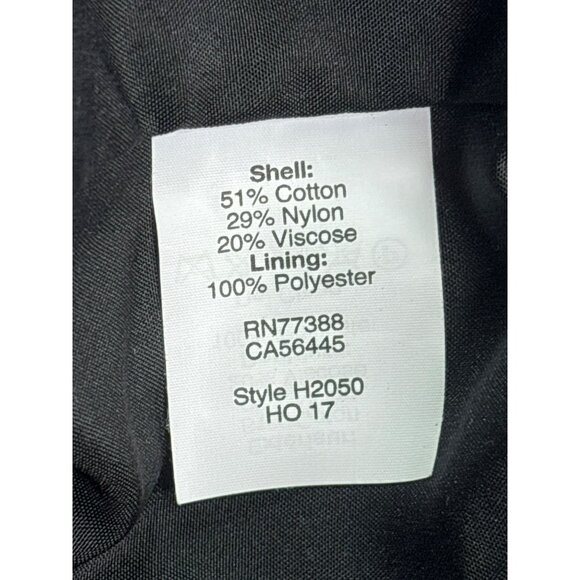 Shell:
51% Cotton
29% Nylon
20% Viscose
Lining:
100% Polyester
RN77388
CA56445
Style H2050
HO 17